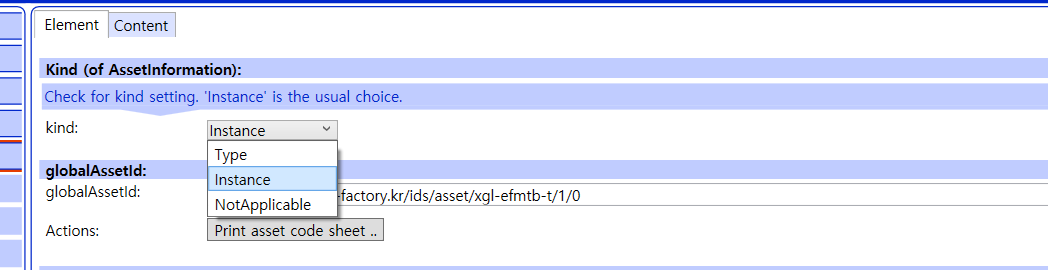 Element Content
Kind (of AssetInformation):
Check for kind setting. 'Instance' is the usual choice.
kind: Instance
Type
globalAssetId:
Instance
globalAssetId: -factory.kr/ids/asset/xgl-efmtb-t/1/0
NotApplicable
Actions: Print asset code sheet ..